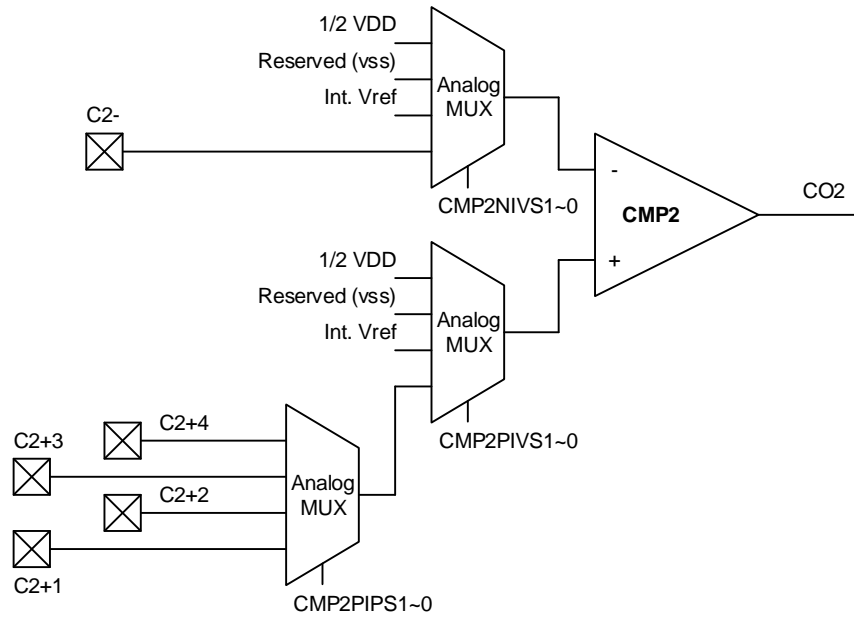 1/2 VDD
Reserved (vss)
Int. Vref
Analog
MUX
C2-
CMP2NIVS1~0
-
CMP2
+
CO2
1/2 VDD
Reserved (vss)
Int. Vref
Analog
MUX
CMP2PIVS1~0
C2+4
C2+3
C2+2
C2+1
Analog
MUX
CMP2PIPS1~0